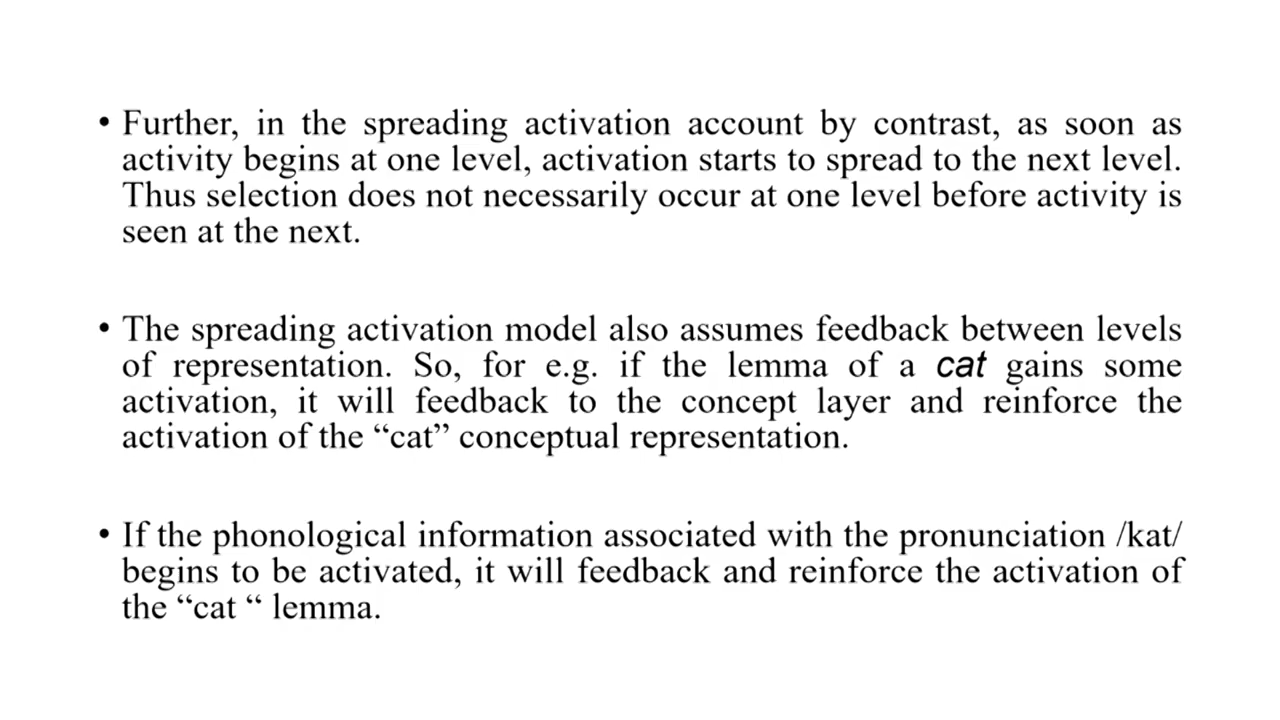 • Further, in the spreading activation account by contrast, as soon as
activity begins at one level, activation starts to spread to the next level.
Thus selection does not necessarily occur at one level before activity is
seen at the next.
• The spreading activation model also assumes feedback between levels
of representation. So, for e.g. if the lemma of a cat gains some
activation, it will feedback to the concept layer and reinforce the
activation of the “cat” conceptual representation.
• If the phonological information associated with the pronunciation /kat/
begins to be activated, it will feedback and reinforce the activation of
the “cat “ lemma.